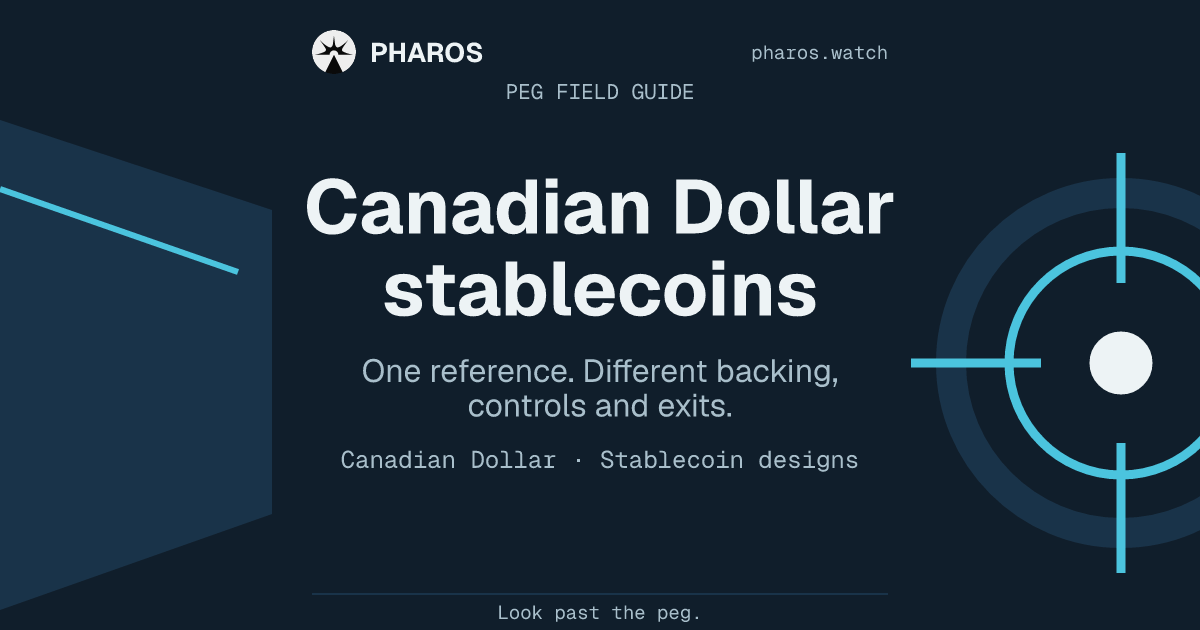 PHAROS
pharos.watch
PEG FIELD GUIDE
Canadian Dollar
stablecoins
One reference. Different backing,
controls and exits.
Canadian Dollar · Stablecoin designs
Look past the peg.